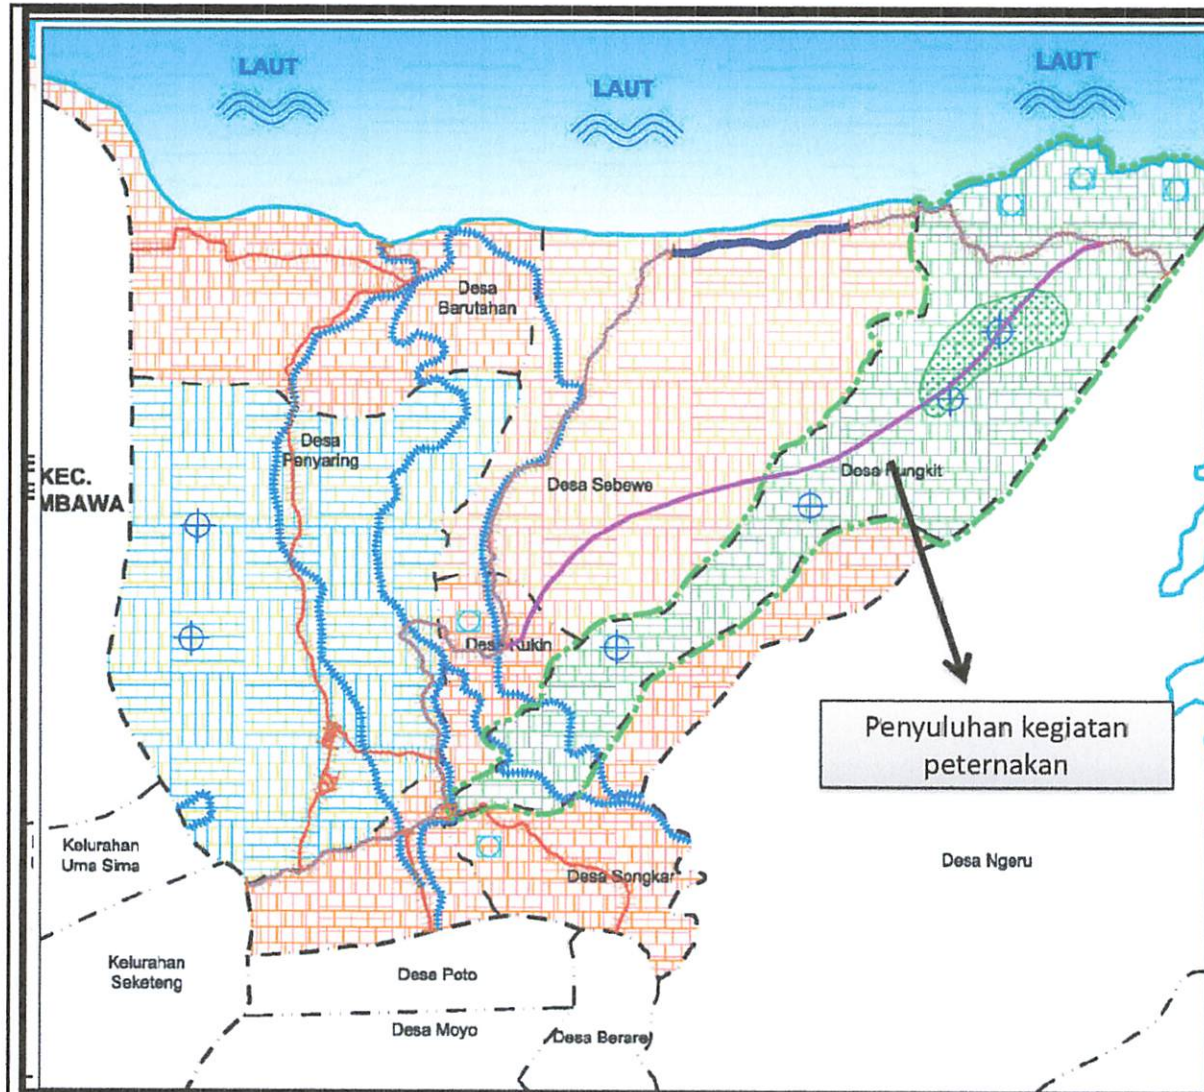 LAUT
LAUT
LAUT
Desa
Barutahan
Desa
Penyaring
KEC.
MBAWA
Desa Sebewe
Desa Pungkit
Desa Kukin
Penyuluhan kegiatan
peternakan
Kelurahan
Uma Sima
Desa Songkar
Desa Ngeru
Kelurahan
Seketeng
Desa Poto
Desa Moyo
Desa Berare